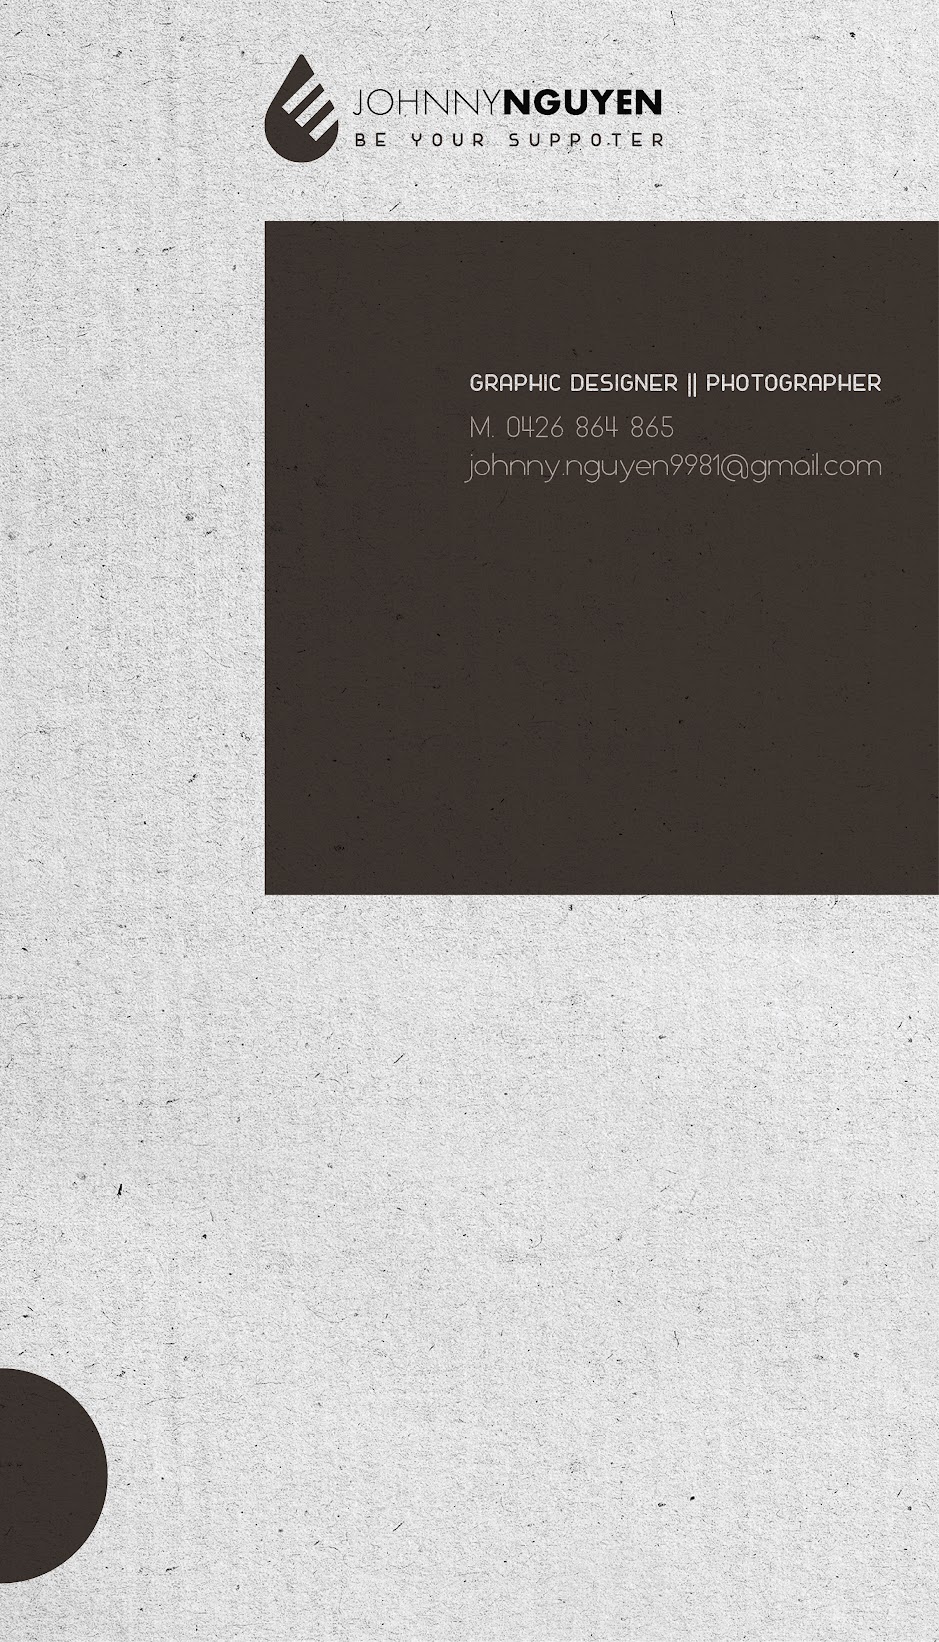 JOHNNYNGUYEN
BE YOUR SUPPOTER
GRAPHIC DESIGNER || PHOTOGRAPHER
M. 0426 864 865
johnny.nguyen9981@gmail.com